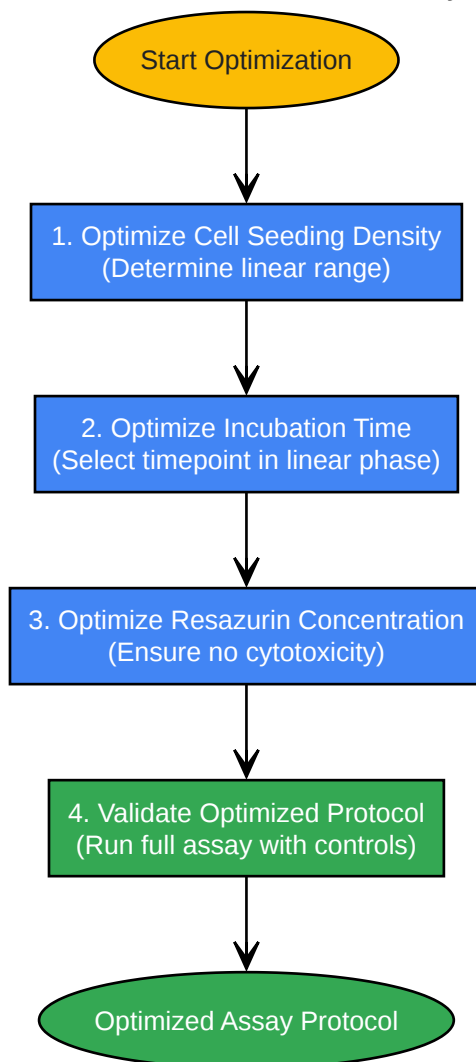 Start Optimization
1. Optimize Cell Seeding Density
(Determine linear range)
2. Optimize Incubation Time
(Select timepoint in linear phase)
3. Optimize Resazurin Concentration
(Ensure no cytotoxicity)
4. Validate Optimized Protocol
(Run full assay with controls)
Optimized Assay Protocol